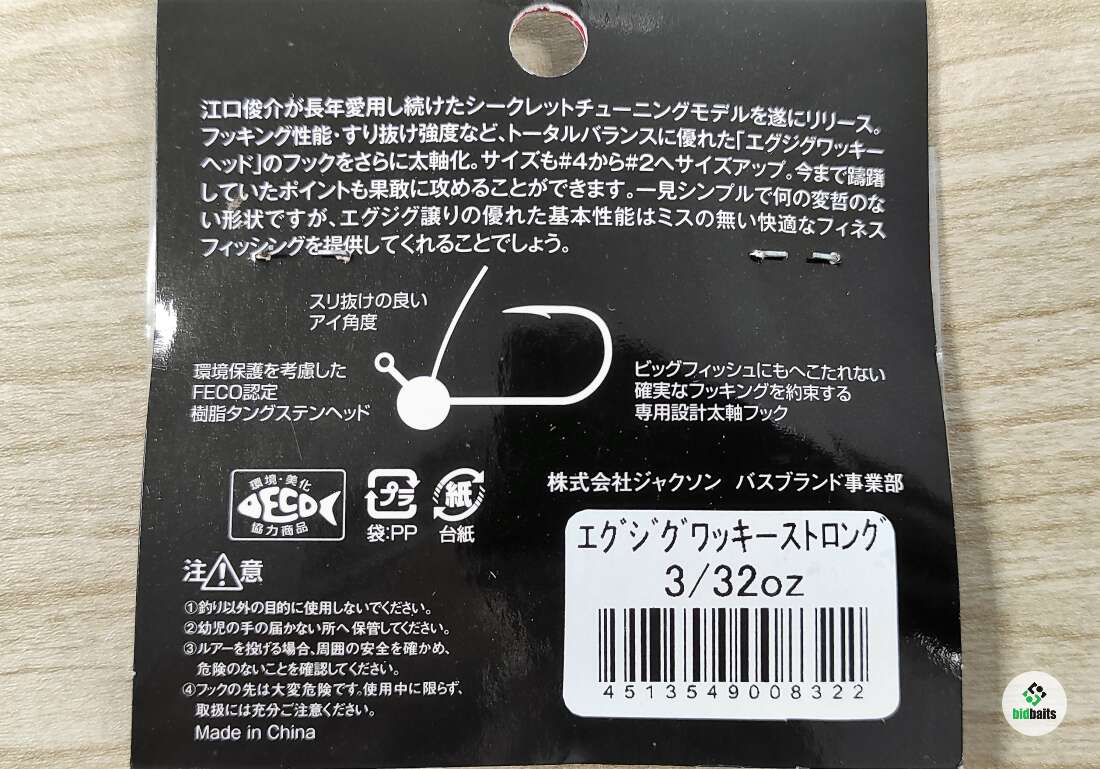 江口俊介が長年愛用し続けたシークレットチューニングモデルを遂にリリース。
フッキング性能・すり抜け強度など、トータルバランスに優れた「エグジグワッキー
ヘッド」のフックをさらに太軸化。サイズも#4から#2へサイズアップ。今まで躊躇
していたポイントも果敢に攻めることができます。一見シンプルで何の変哲のな
い形状ですが、エグジグ譲りの優れた基本性能はミスの無い快適なフィネス
フィッシングを提供してくれることでしょう。
スリ抜けの良い
アイ角度
環境保護を考慮した
FECO認定
樹脂タングステンヘッド
ビッグフィッシュにもへこたれない
確実なフッキングを約束する
専用設計太軸フック
環境・美化
FECO
協力商品
プラ
袋:PP
紙
台紙
株式会社ジャクソン バスブランド事業部
エグジグワッキーストロング
3/32oz
4513549008322
注意
①釣り以外の目的に使用しないでください。
②幼児の手の届かない所へ保管してください。
③ルアーを投げる場合、周囲の安全を確かめ、
危険のないことを確認してください。
④フックの先は大変危険です。使用中に限らず、
取扱には充分ご注意ください。
Made in China
bidbaits